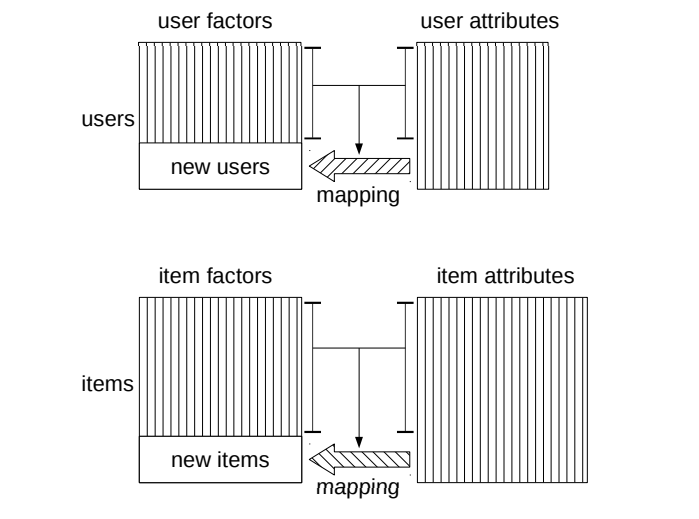 user factors
user attributes
users
new users
mapping
item factors
item attributes
items
new items
mapping